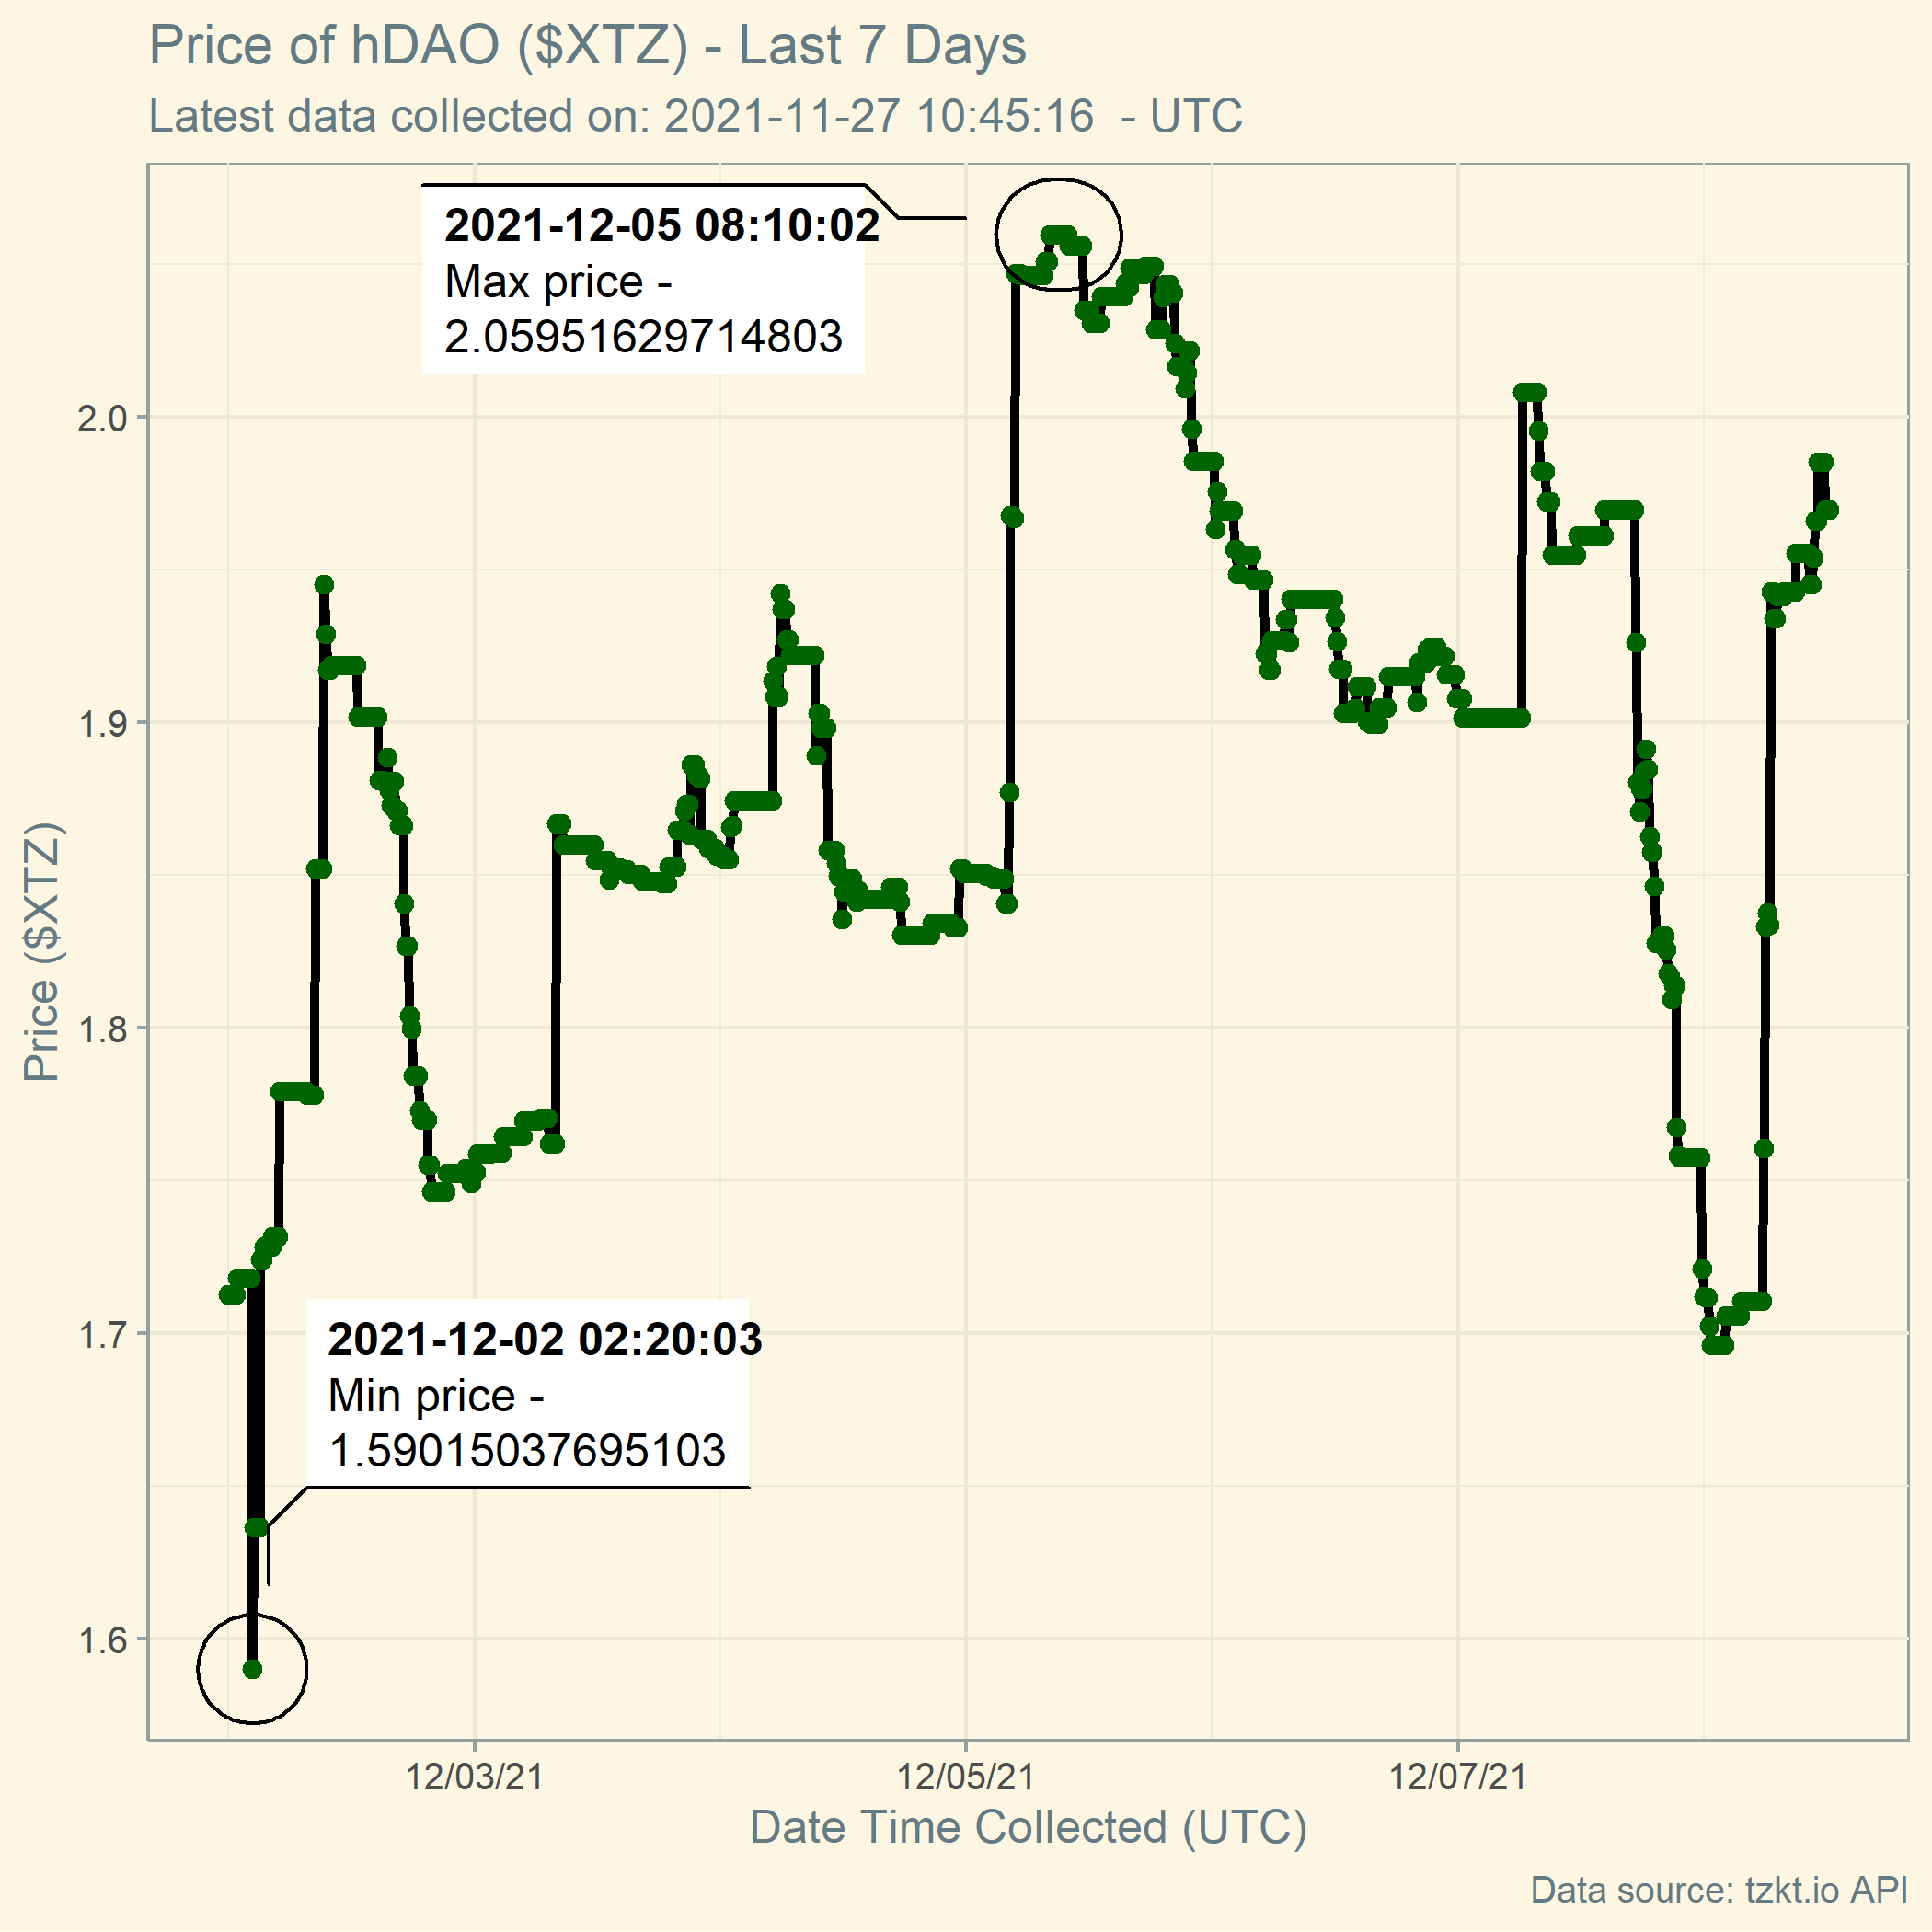 Price of hDAO ($XTZ) - Last 7 Days
Latest data collected on: 2021-11-27 10:45:16  - UTC
2021-12-05 08:10:02
Max price -
2.05951629714803
2.0
1.9
1.8
1.7
1.6
Price ($XTZ)
2021-12-02 02:20:03
Min price -
1.59015037695103
12/03/21
12/05/21
12/07/21
Date Time Collected (UTC)
Data source: tzkt.io API